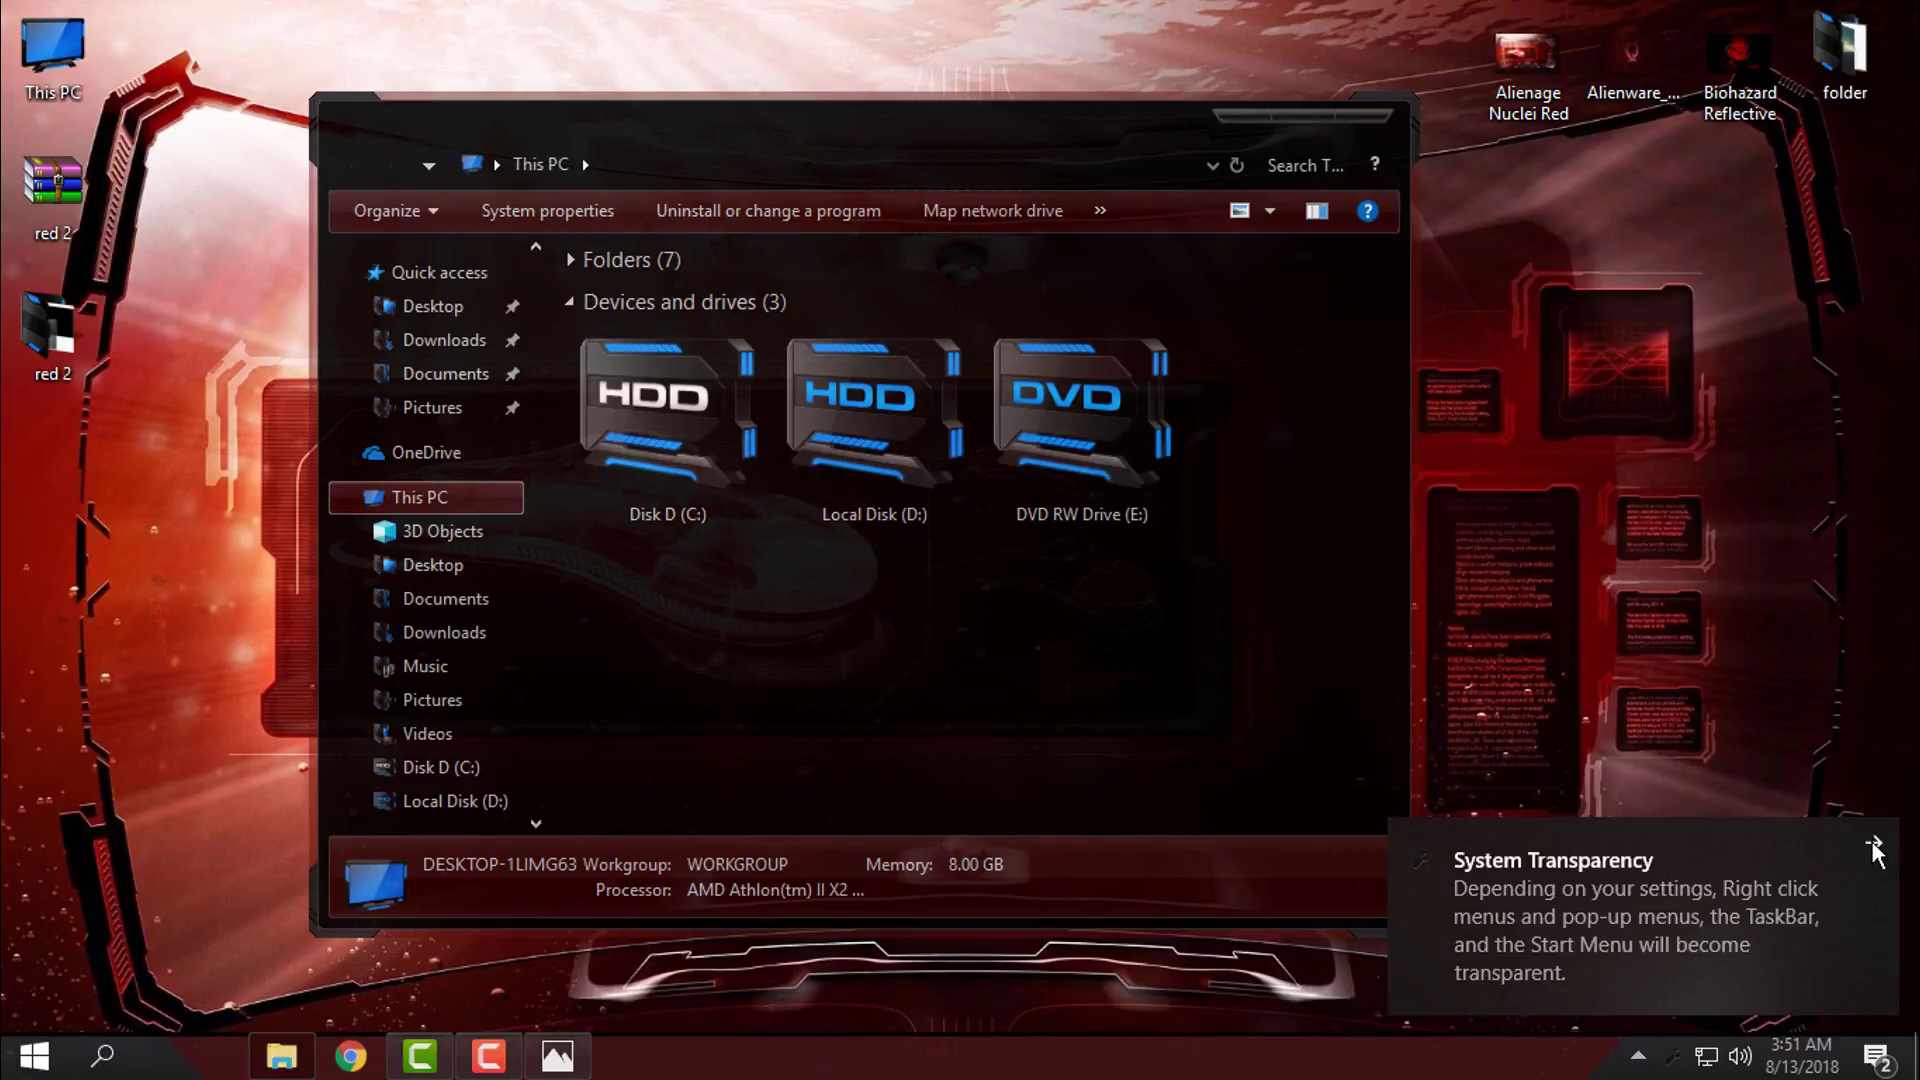 This PC
red 2
red 2
Alienage
Nuclei Red
Alienware_...
Biohazard
Reflective
folder
This PC
Search T...
?
Organize
System properties
Uninstall or change a program
Map network drive
»
?
Quick access
Desktop
Downloads
Documents
Pictures
OneDrive
This PC
3D Objects
Desktop
Documents
Downloads
Music
Pictures
Videos
Disk D (C:)
Local Disk (D:)
Folders (7)
Devices and drives (3)
HDD
HDD
DVD
Disk D (C:)
Local Disk (D:)
DVD RW Drive (E:)
DESKTOP-1LIMG63 Workgroup: WORKGROUP Memory: 8.00 GB
Processor: AMD Athlon(tm) II X2 ...
System Transparency
Depending on your settings, Right click
menus and pop-up menus, the TaskBar,
and the Start Menu will become
transparent.
3:51 AM
8/13/2018
2